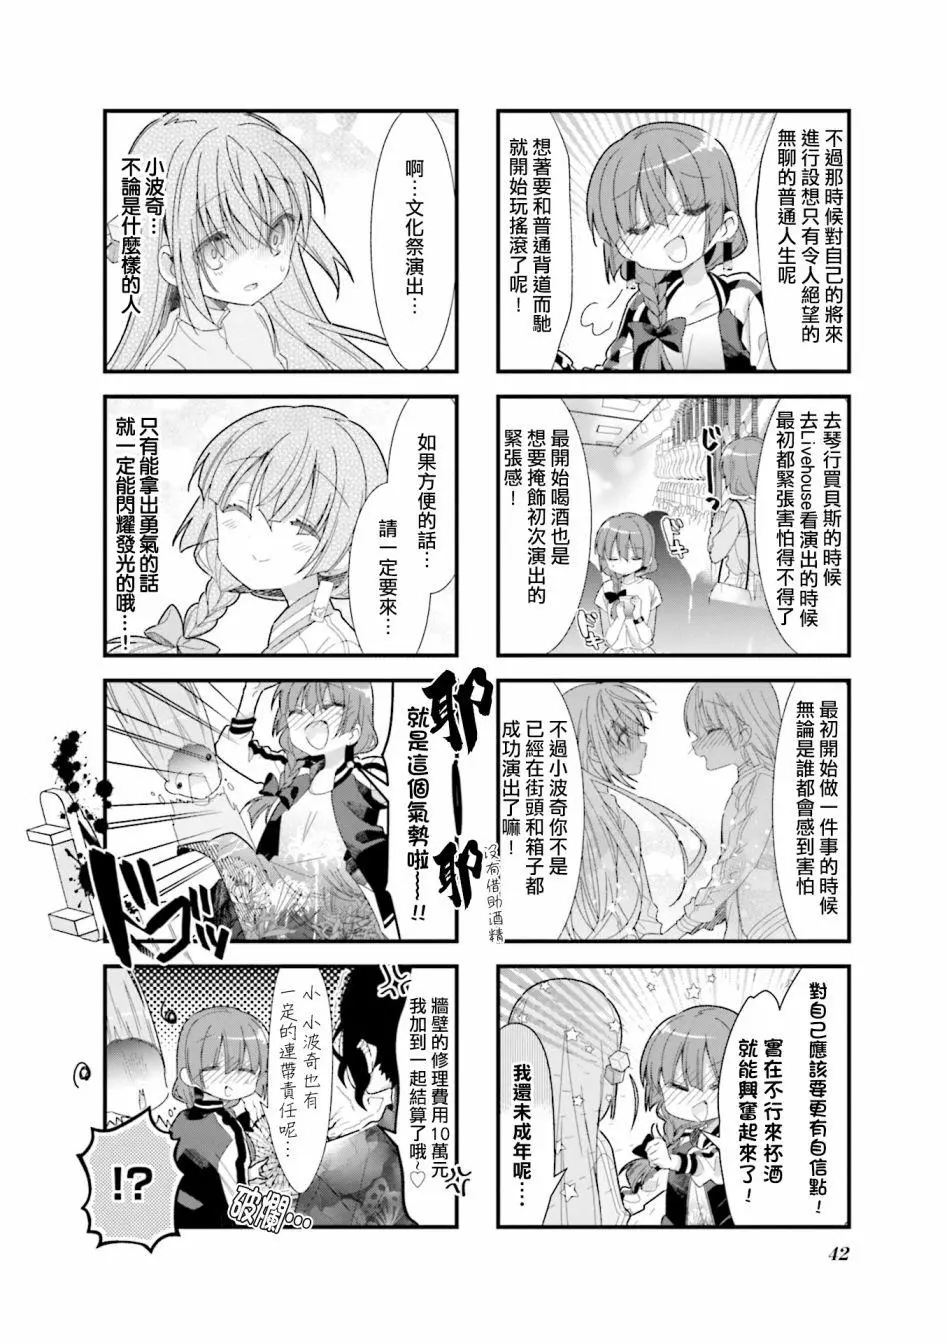 不過那時候對自己的將來
進行設想只有令人絕望的
無聊的普通人生呢
想著要和普通背道而馳
就開始玩搖滾了呢！
去琴行買貝斯的時候
去Livehouse看演出的時候
最初都緊張害怕得不得了
じーっ
最開始喝酒也是
想要掩飾初次演出的
緊張感！
ドキ
ドキ
最初開始做一件事的時候
無論是誰都會感到害怕
不過小波奇你不是
已經在街頭和箱子都
成功演出了嘛！
沒有借助酒精
對自己應該要更有自信點！
實在不行來杯酒
就能興奮起來了！
我還未成年呢…
啊…文化祭演出…
小波奇…
不論是什麼樣的人
如果方便的話…
請一定要來…
只有能拿出勇氣的話
就一定能閃耀發光的哦…！
耶——耶
就是這個氣勢啦～～!!
ドゴッ
牆壁的修理費用10萬元
我加到一起結算了哦~♡
小 小波奇也有
一定的連帶責任呢…
破爛…
!?
42